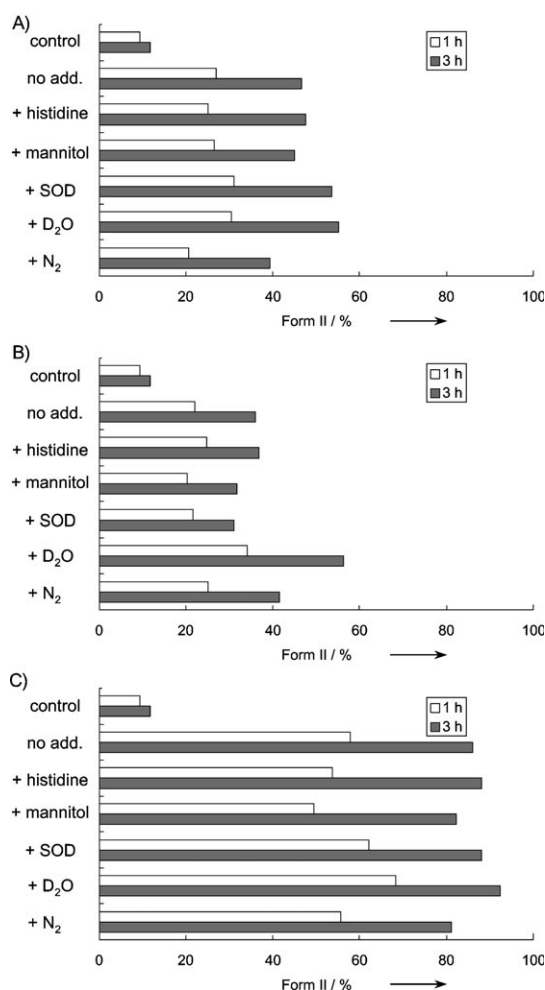 A)
control
no add.
+ histidine
+ mannitol
+ SOD
+ D₂O
+ N₂
1 h
3 h
0 20 40 60 80 100
Form II / %
B)
control
no add.
+ histidine
+ mannitol
+ SOD
+ D₂O
+ N₂
1 h
3 h
0 20 40 60 80 100
Form II / %
C)
control
no add.
+ histidine
+ mannitol
+ SOD
+ D₂O
+ N₂
1 h
3 h
0 20 40 60 80 100
Form II / %